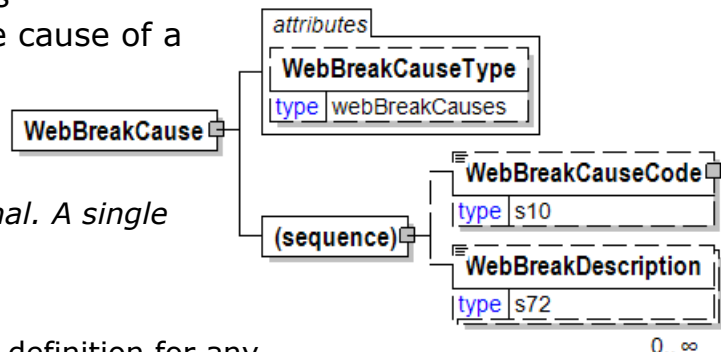 e cause of a
attributes
WebBreakCauseType
type webBreakCauses
WebBreakCause
WebBreakCauseCode
type s10
nal. A single
(sequence)
WebBreakDescription
type s72
0.. ∞
definition for any